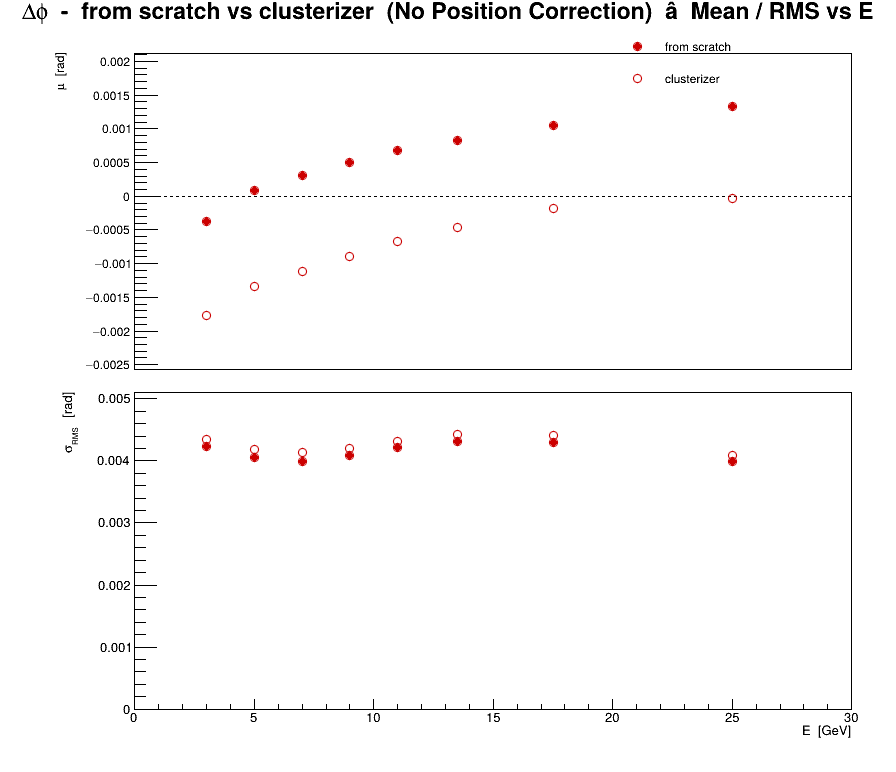 Δϕ - from scratch vs clusterizer (No Position Correction) â Mean / RMS vs E
from scratch
clusterizer
μ [rad]
0.002
0.0015
0.001
0.0005
0
−0.0005
−0.001
−0.0015
−0.002
−0.0025
σRMS [rad]
0.005
0.004
0.003
0.002
0.001
0
0 5 10 15 20 25 30
E [GeV]